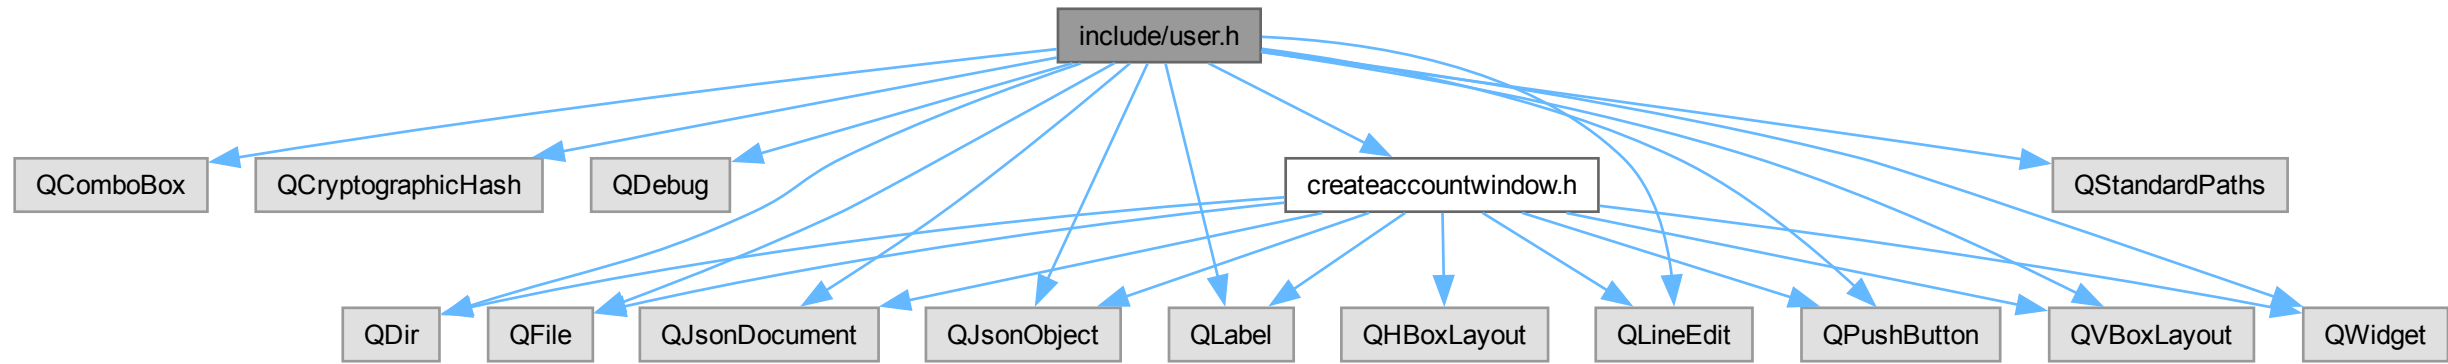 include/user.h
QComboBox
QCryptographicHash
QDebug
createaccountwindow.h
QStandardPaths
QDir
QFile
QJsonDocument
QJsonObject
QLabel
QHBoxLayout
QLineEdit
QPushButton
QVBoxLayout
QWidget